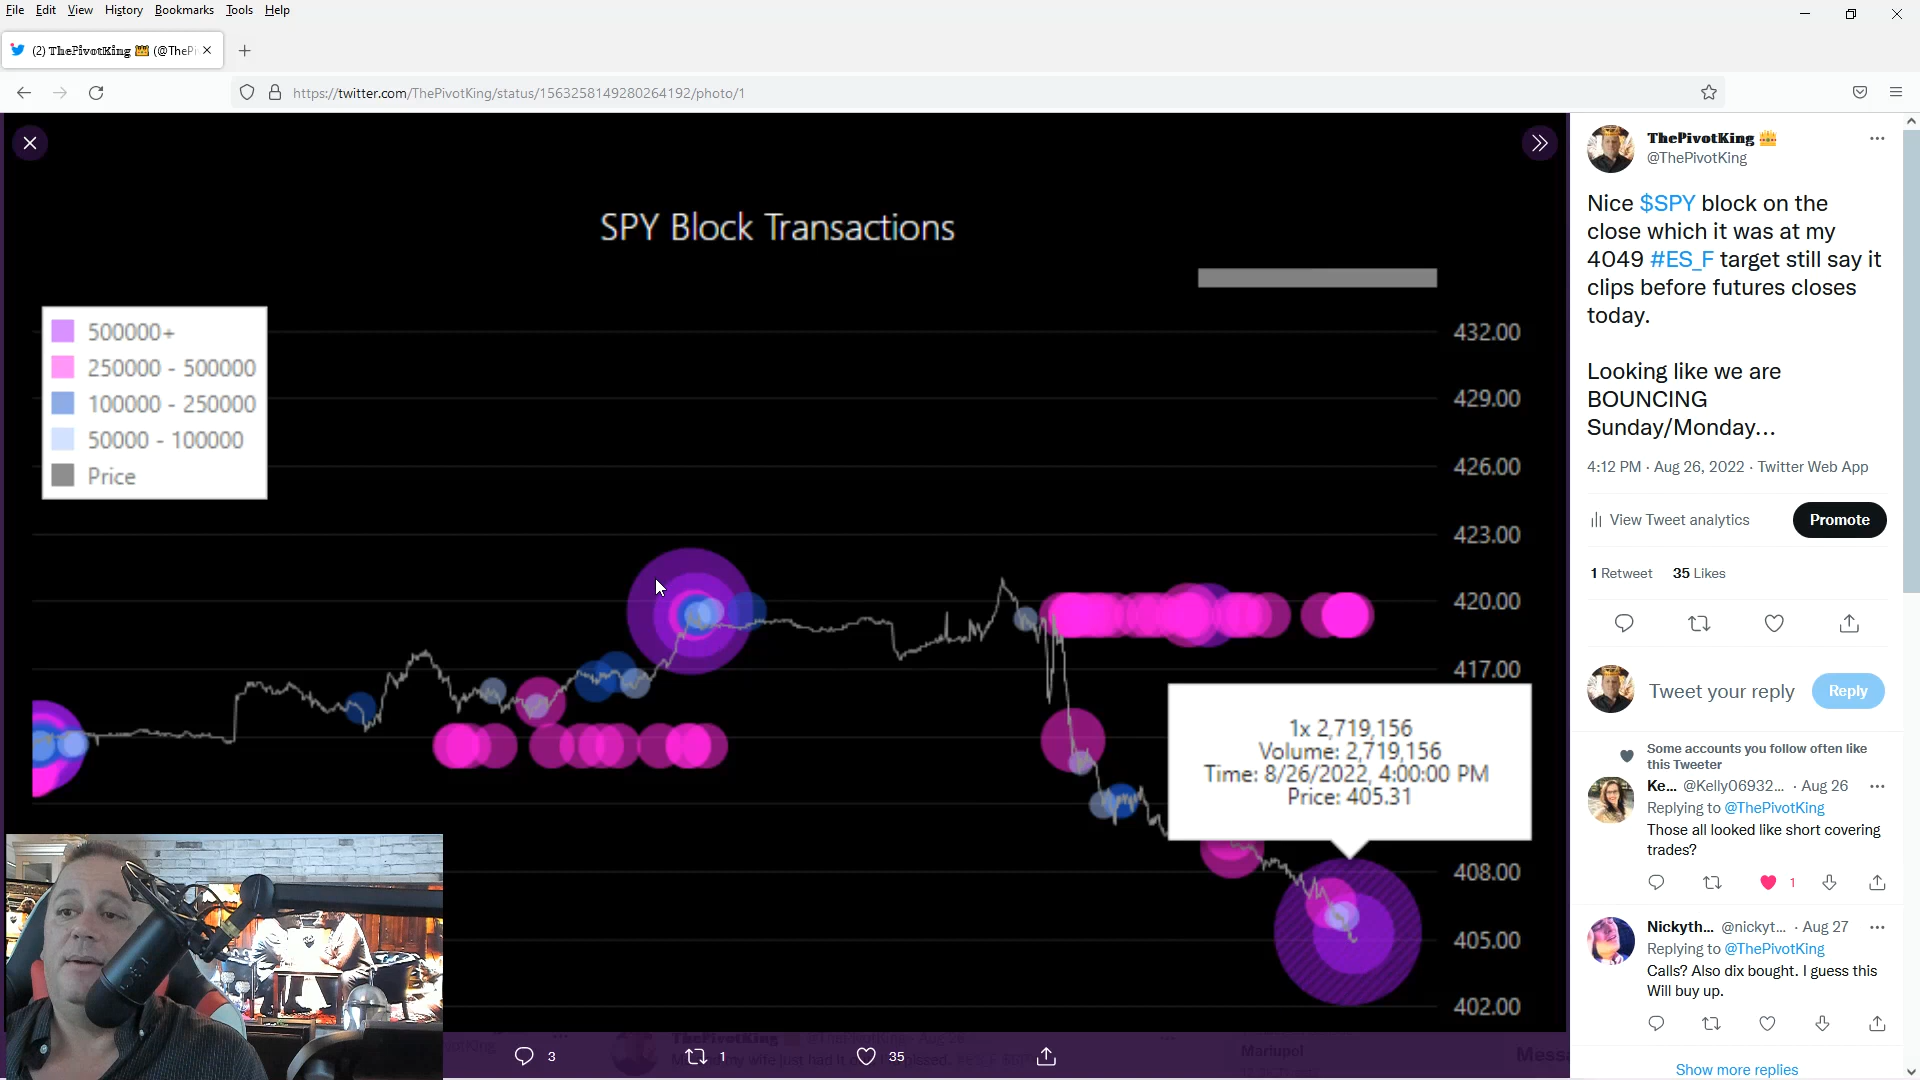 File Edit View History Bookmarks Tools Help
(2) ThePivotKing 👑 (@ThePi
https://twitter.com/ThePivotKing/status/1563258149280264192/photo/1
SPY Block Transactions
500000+
250000 - 500000
100000 - 250000
50000 - 100000
Price
432.00
429.00
426.00
423.00
420.00
417.00
408.00
405.00
402.00
1x 2,719,156
Volume: 2,719,156
Time: 8/26/2022, 4:00:00 PM
Price: 405.31
3 1 35
ThePivotKing 👑
@ThePivotKing
Nice $SPY block on the
close which it was at my
4049 #ES_F target still say it
clips before futures closes
today.
Looking like we are
BOUNCING
Sunday/Monday...
4:12 PM · Aug 26, 2022 · Twitter Web App
View Tweet analytics
Promote
1 Retweet 35 Likes
Tweet your reply
Reply
Some accounts you follow often like
this Tweeter
Ke... @Kelly06932... · Aug 26
Replying to @ThePivotKing
Those all looked like short covering
trades?
1
Nickyth... @nickyt... · Aug 27
Replying to @ThePivotKing
Calls? Also dix bought. I guess this
Will buy up.
Show more replies
ThePivotKing
Mariupol